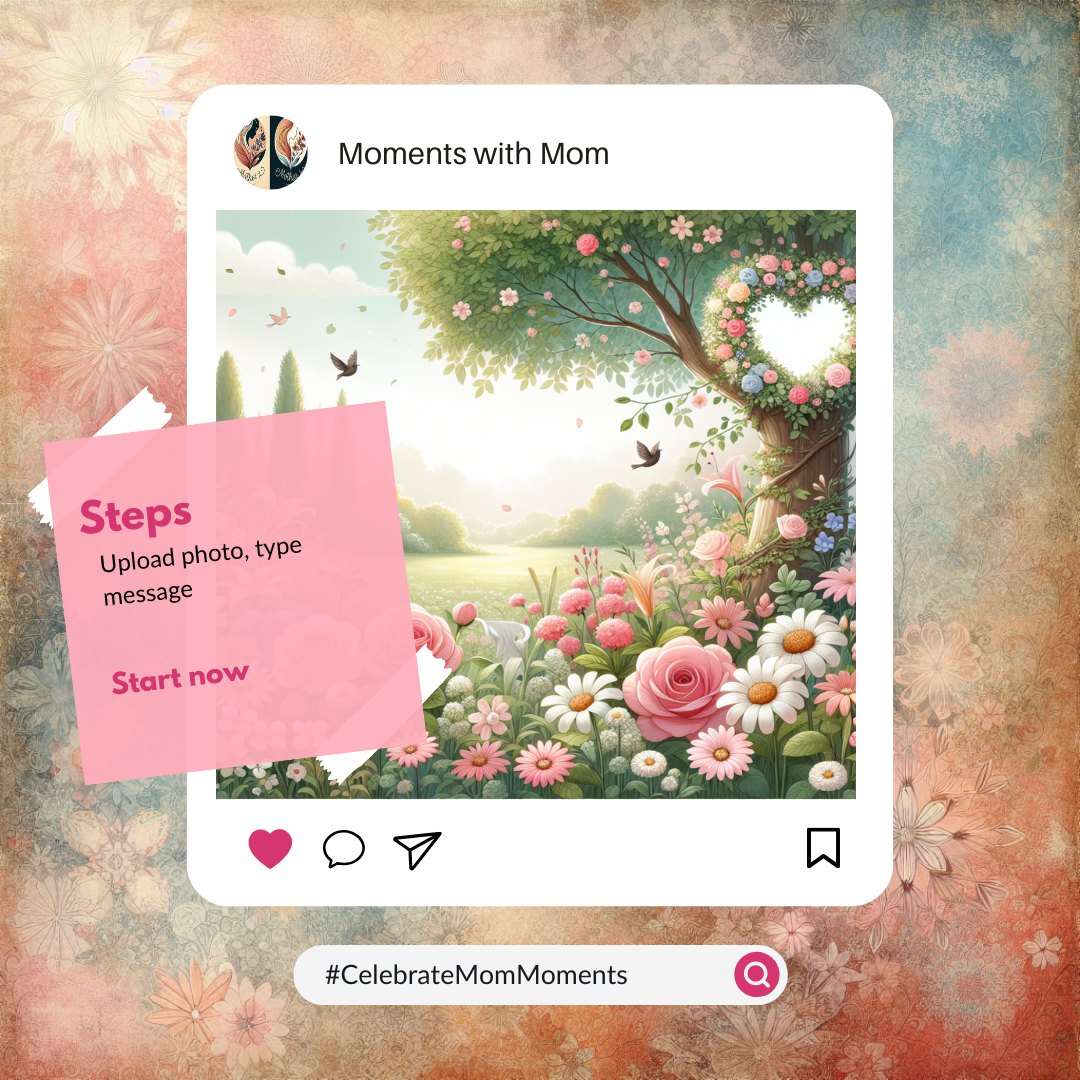 Moments with Mom
Steps
Upload photo, type
message
Start now
#CelebrateMomMoments